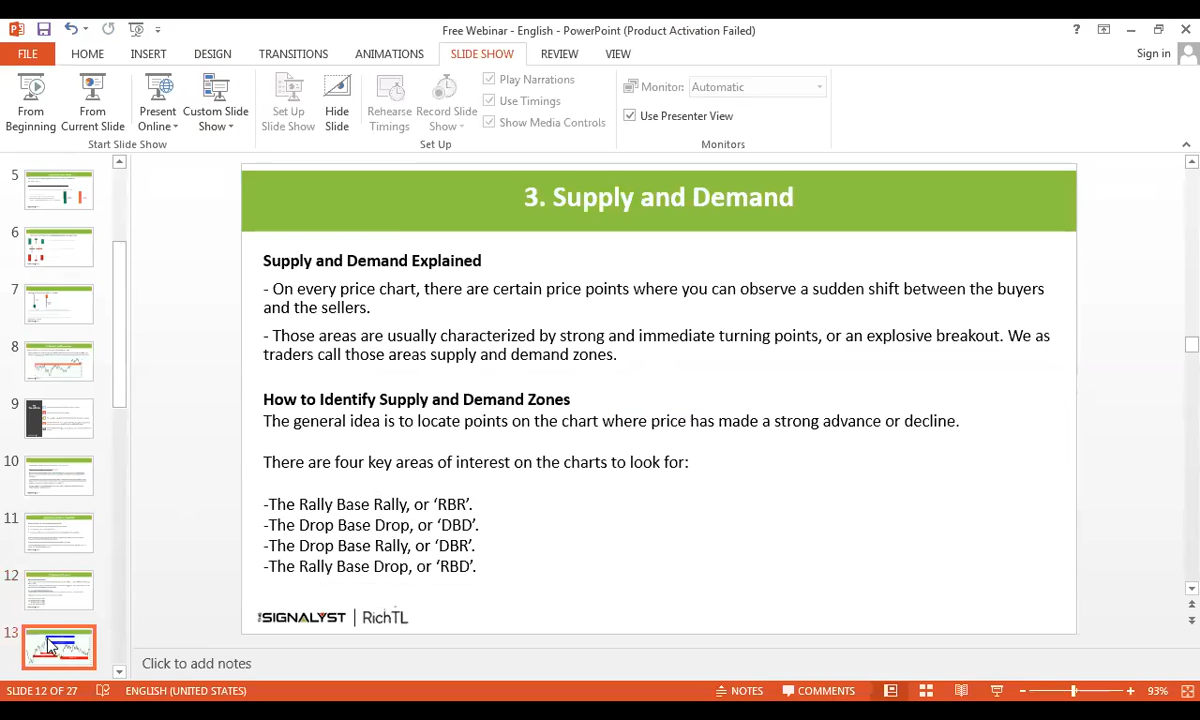 Free Webinar - English - PowerPoint (Product Activation Failed)
FILE HOME INSERT DESIGN TRANSITIONS ANIMATIONS SLIDE SHOW REVIEW VIEW Sign in
From Beginning
From Current Slide
Present Online
Custom Slide Show
Set Up Slide Show
Hide Slide
Rehearse Timings
Record Slide Show
Play Narrations
Use Timings
Show Media Controls
Monitor: Automatic
Use Presenter View
Start Slide Show
Set Up
Monitors
5
6
7
8
9
10
11
12
13
3. Supply and Demand
Supply and Demand Explained
- On every price chart, there are certain price points where you can observe a sudden shift between the buyers
and the sellers.
- Those areas are usually characterized by strong and immediate turning points, or an explosive breakout. We as
traders call those areas supply and demand zones.
How to Identify Supply and Demand Zones
The general idea is to locate points on the chart where price has made a strong advance or decline.
There are four key areas of interest on the charts to look for:
-The Rally Base Rally, or ‘RBR’.
-The Drop Base Drop, or ‘DBD’.
-The Drop Base Rally, or ‘DBR’.
-The Rally Base Drop, or ‘RBD’.
THE SIGNALYST | RichTL
Click to add notes
SLIDE 12 OF 27 ENGLISH (UNITED STATES) NOTES COMMENTS 93%